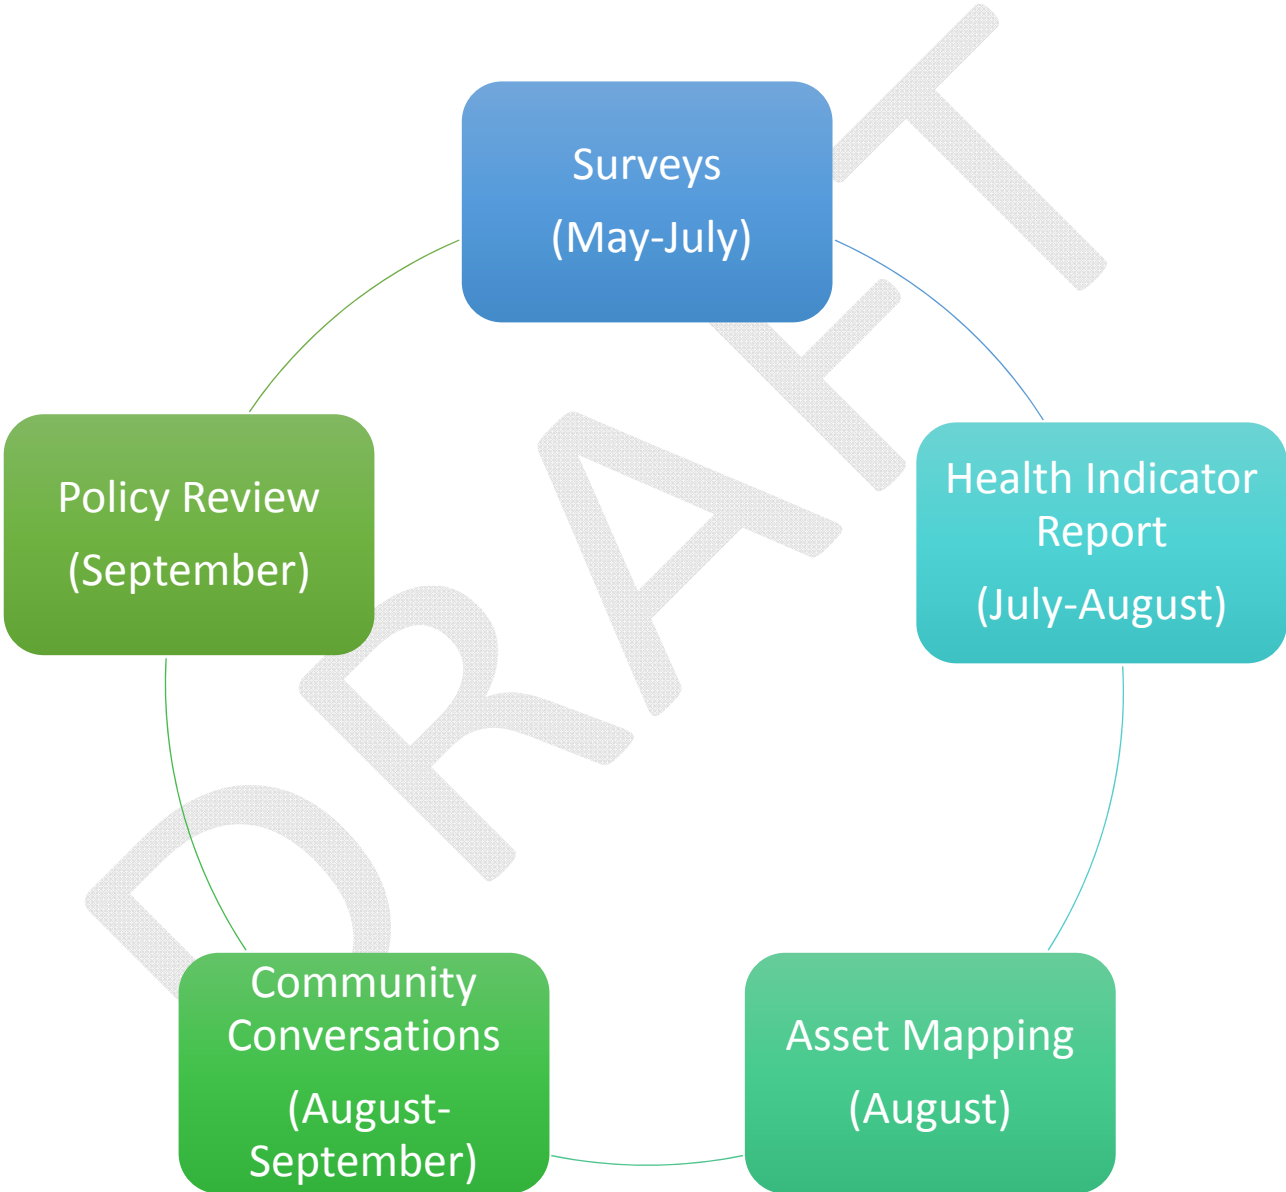 Surveys
(May-July)
Health Indicator
Report
(July-August)
Asset Mapping
(August)
Community
Conversations
(August-
September)
Policy Review
(September)
DRAFT